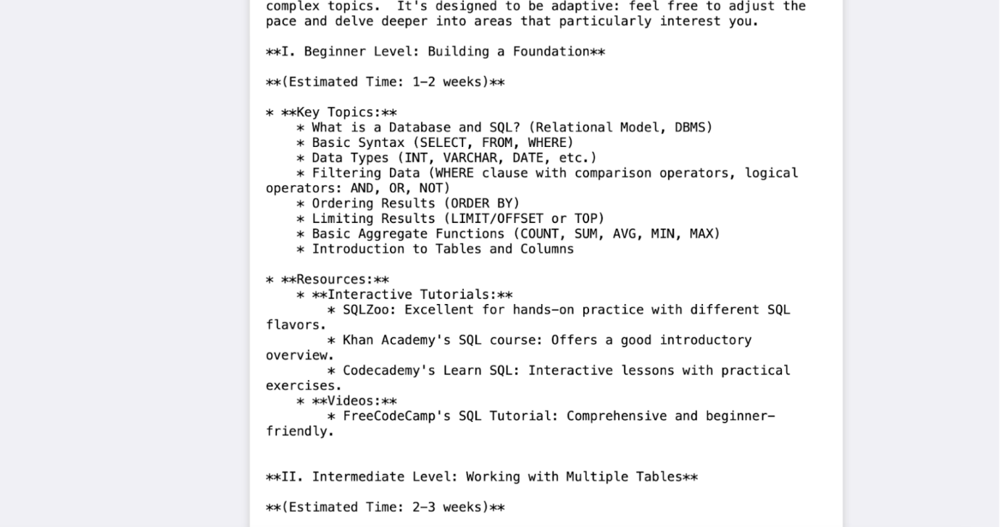 complex topics.  It's designed to be adaptive: feel free to adjust the
pace and delve deeper into areas that particularly interest you.

**I. Beginner Level: Building a Foundation**

**(Estimated Time: 1–2 weeks)**

* **Key Topics:**
    * What is a Database and SQL? (Relational Model, DBMS)
    * Basic Syntax (SELECT, FROM, WHERE)
    * Data Types (INT, VARCHAR, DATE, etc.)
    * Filtering Data (WHERE clause with comparison operators, logical
operators: AND, OR, NOT)
    * Ordering Results (ORDER BY)
    * Limiting Results (LIMIT/OFFSET or TOP)
    * Basic Aggregate Functions (COUNT, SUM, AVG, MIN, MAX)
    * Introduction to Tables and Columns

* **Resources:**
    * **Interactive Tutorials:**
        * SQLZoo: Excellent for hands-on practice with different SQL
flavors.
        * Khan Academy's SQL course: Offers a good introductory
overview.
        * Codecademy's Learn SQL: Interactive lessons with practical
exercises.
    * **Videos:**
        * FreeCodeCamp's SQL Tutorial: Comprehensive and beginner-
friendly.


**II. Intermediate Level: Working with Multiple Tables**

**(Estimated Time: 2–3 weeks)**